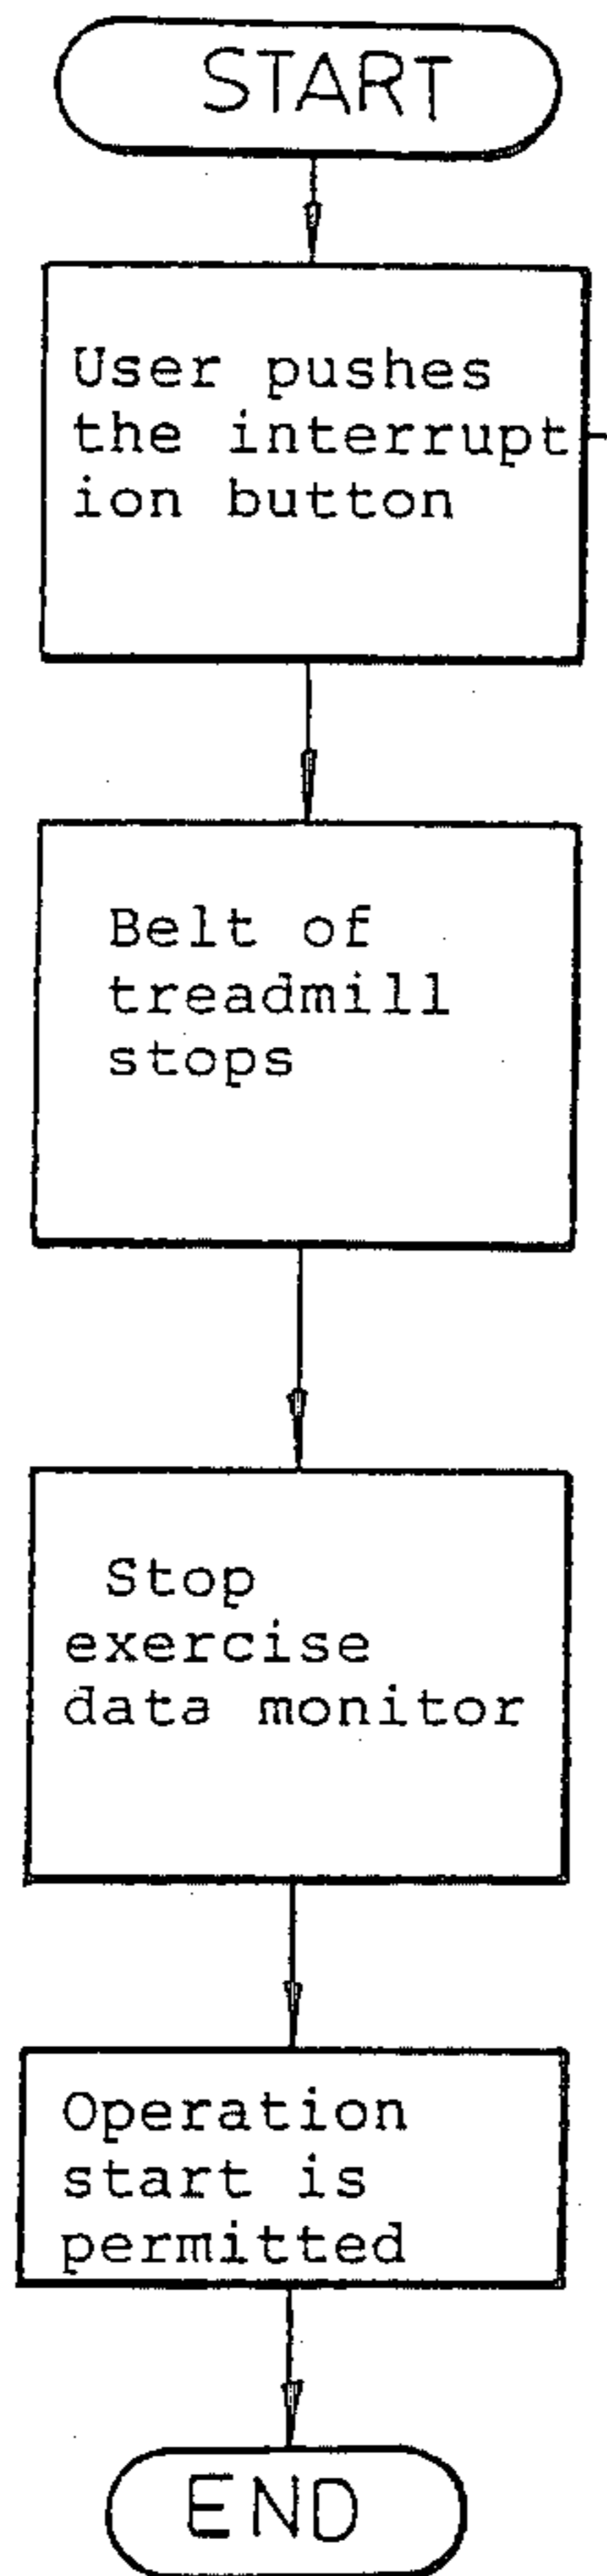 START
User pushes
the interrupt
ion button
Belt of
treadmill
stops
Stop
exercise
data monitor
Operation
start is
permitted
END